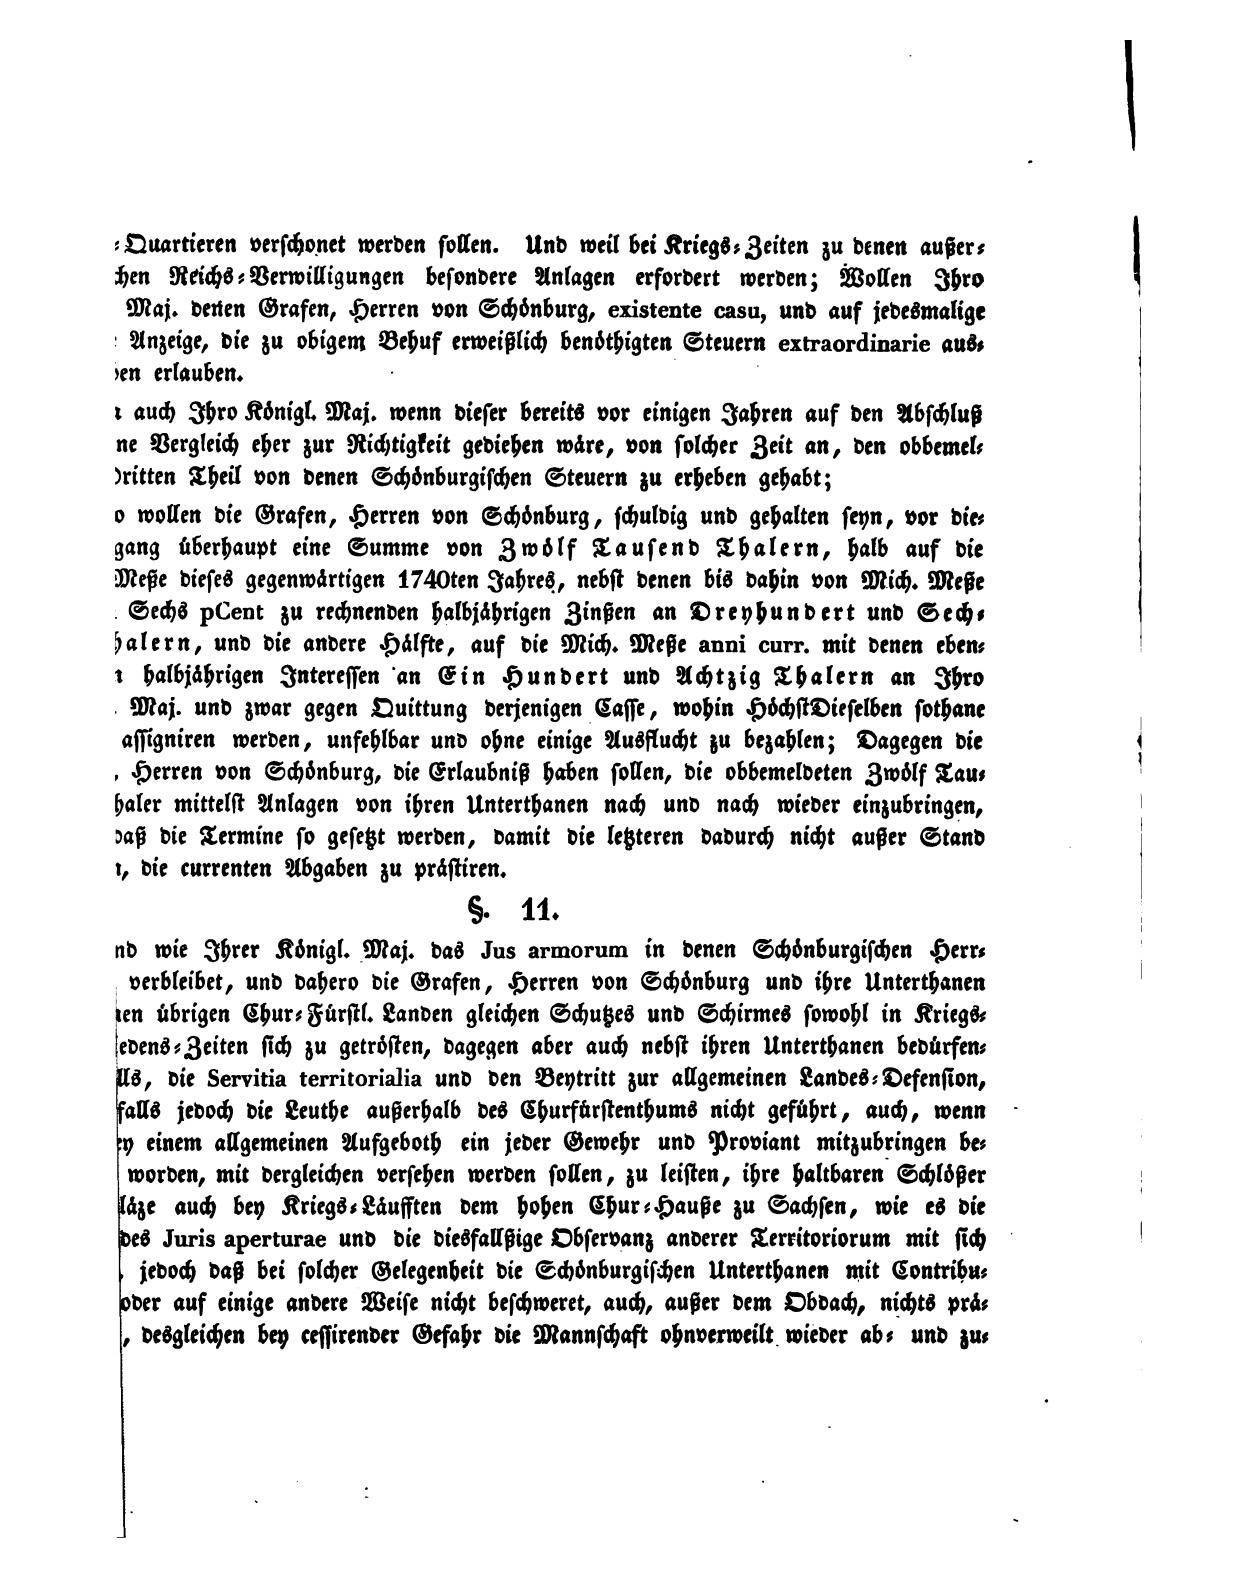 =Quartieren verschonet werden sollen. Und weil bei Kriegs=Zeiten zu denen außer=
chen Reichs=Verwilligungen besondere Anlagen erfordert werden; Wollen Ihro
Maj. denen Grafen, Herren von Schönburg, existente casu, und auf jedesmalige
Anzeige, die zu obigem Behuf erweißlich benöthigten Steuern extraordinarie aus=
ben erlauben.
auch Ihro Königl. Maj. wenn dieser bereits vor einigen Jahren auf den Abschluß
ne Vergleich eher zur Richtigkeit gediehen wäre, von solcher Zeit an, den obbemel=
dritten Theil von denen Schönburgischen Steuern zu erheben gehabt;
o wollen die Grafen, Herren von Schönburg, schuldig und gehalten seyn, vor die=
gang überhaupt eine Summe von Zwölf Tausend Thalern, halb auf die
Meße dieses gegenwärtigen 1740ten Jahres, nebst denen bis dahin von Mich. Meße
Sechs pCent zu rechnenden halbjährigen Zinßen an Dreyhundert und Sech=
halern, und die andere Hälfte, auf die Mich. Meße anni curr. mit denen eben=
halbjährigen Interessen an Ein Hundert und Achtzig Thalern an Ihro
Maj. und zwar gegen Quittung derjenigen Casse, wohin HöchstDieselben sothane
assigniren werden, unfehlbar und ohne einige Ausflucht zu bezahlen; Dagegen die
, Herren von Schönburg, die Erlaubniß haben sollen, die obbemeldeten Zwölf Tau=
haler mittelst Anlagen von ihren Unterthanen nach und nach wieder einzubringen,
daß die Termine so gesetzt werden, damit die letzteren dadurch nicht außer Stand
t, die currenten Abgaben zu prästiren.
§. 11.
nd wie Ihrer Königl. Maj. das Jus armorum in denen Schönburgischen Herr=
verbleibet, und dahero die Grafen, Herren von Schönburg und ihre Unterthanen
en übrigen Chur=Fürstl. Landen gleichen Schutzes und Schirmes sowohl in Kriegs=
edens=Zeiten sich zu getrösten, dagegen aber auch nebst ihren Unterthanen bedürfen=
lls, die Servitia territorialia und den Beytritt zur allgemeinen Landes=Defension,
falls jedoch die Leuthe außerhalb des Churfürstenthums nicht geführt, auch, wenn
ey einem allgemeinen Aufgeboth ein jeder Gewehr und Proviant mitzubringen be=
worden, mit dergleichen versehen werden sollen, zu leisten, ihre haltbaren Schlößer
läze auch bey Kriegs=Läufften dem hohen Chur=Hauße zu Sachsen, wie es die
des Juris aperturae und die diesfallßige Observanz anderer Territoriorum mit sich
, jedoch daß bei solcher Gelegenheit die Schönburgischen Unterthanen mit Contribu=
oder auf einige andere Weise nicht beschweret, auch, außer dem Obdach, nichts prä=
, desgleichen bey cessirender Gefahr die Mannschaft ohnverweilt wieder ab= und zu=